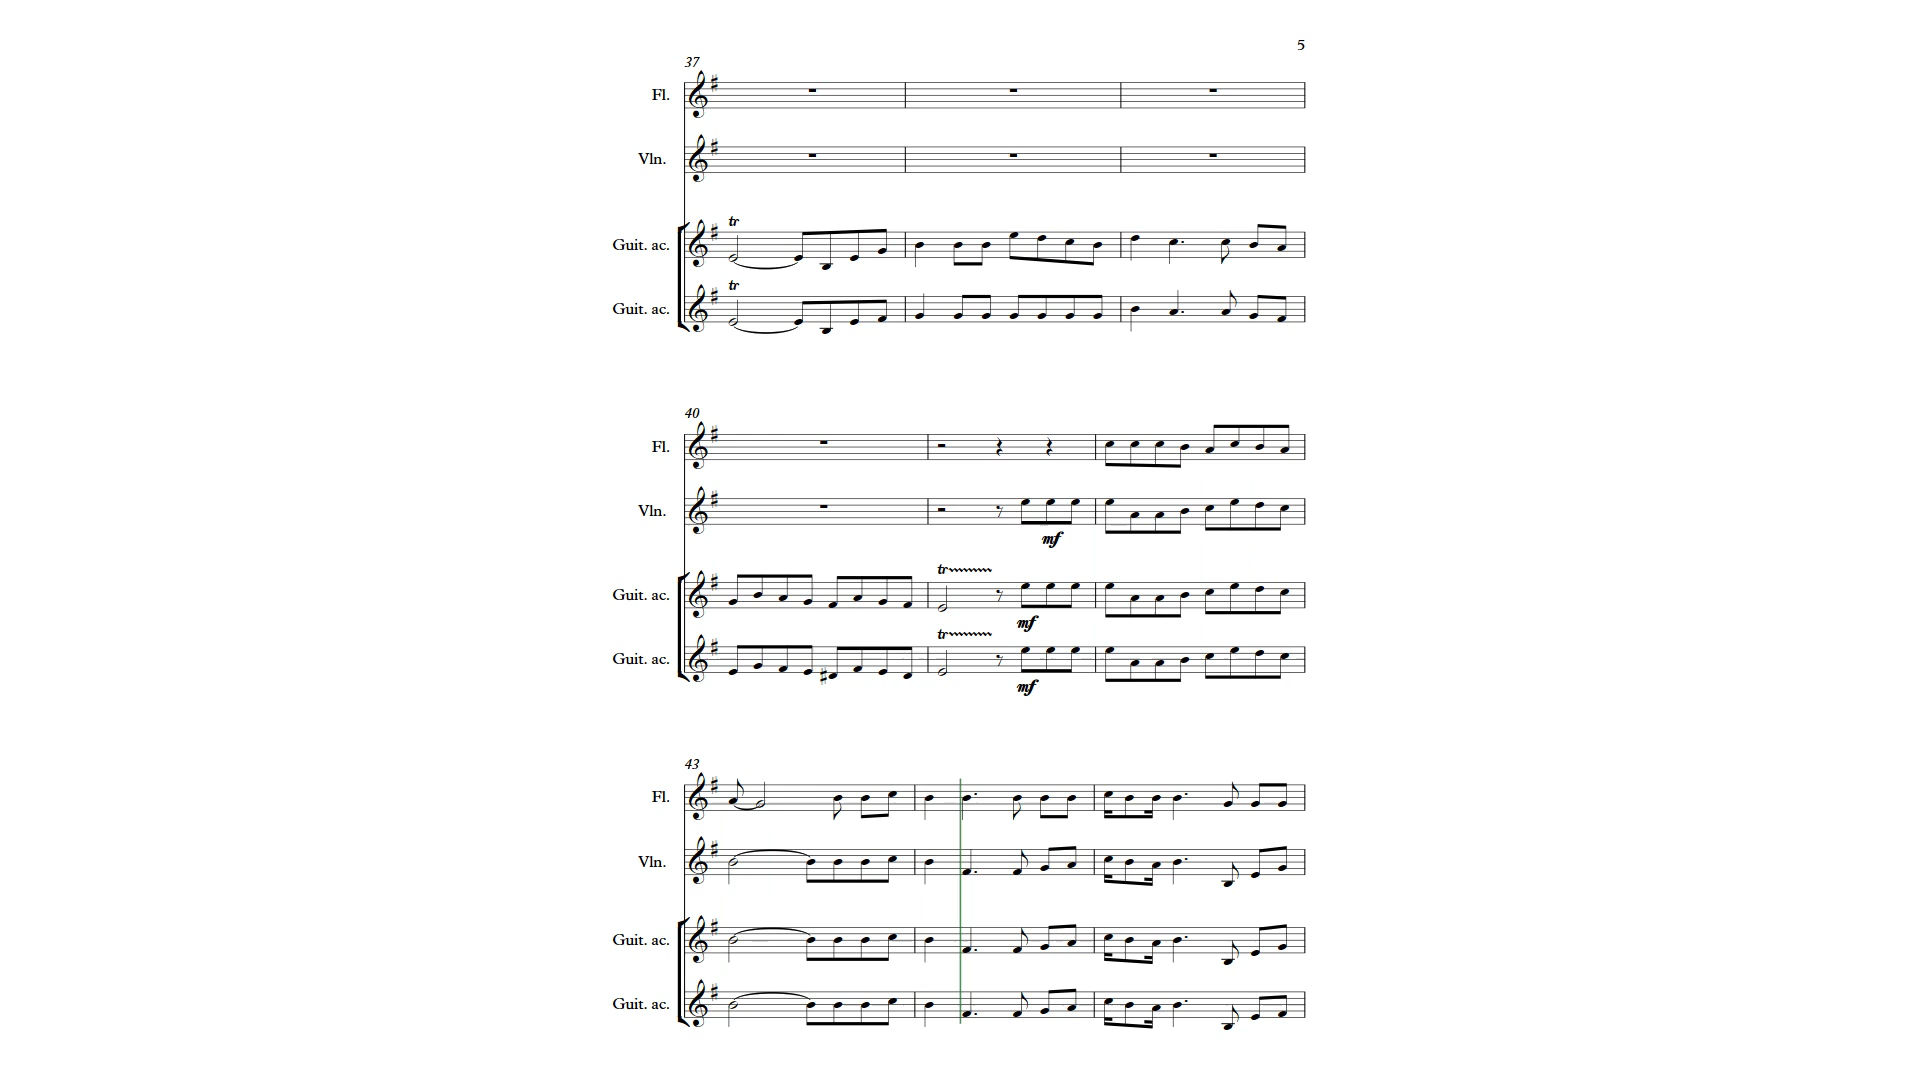 5
37
Fl.
Vln.
tr
Guit. ac.
tr
Guit. ac.
40
Fl.
Vln.
mf
tr
Guit. ac.
mf
tr
Guit. ac.
mf
43
Fl.
Vln.
Guit. ac.
Guit. ac.